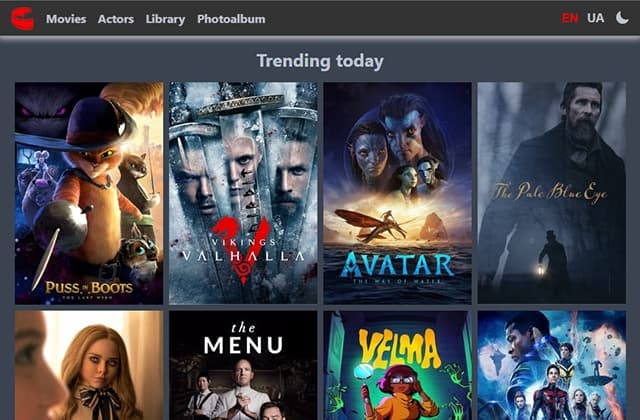 Movies Actors Library Photoalbum EN UA
Trending today
PUSS IN BOOTS
THE LAST WISH
VIKINGS
VALHALLA
AVATAR
THE WAY OF WATER
The Pale Blue Eye
the
MENU
VELMA